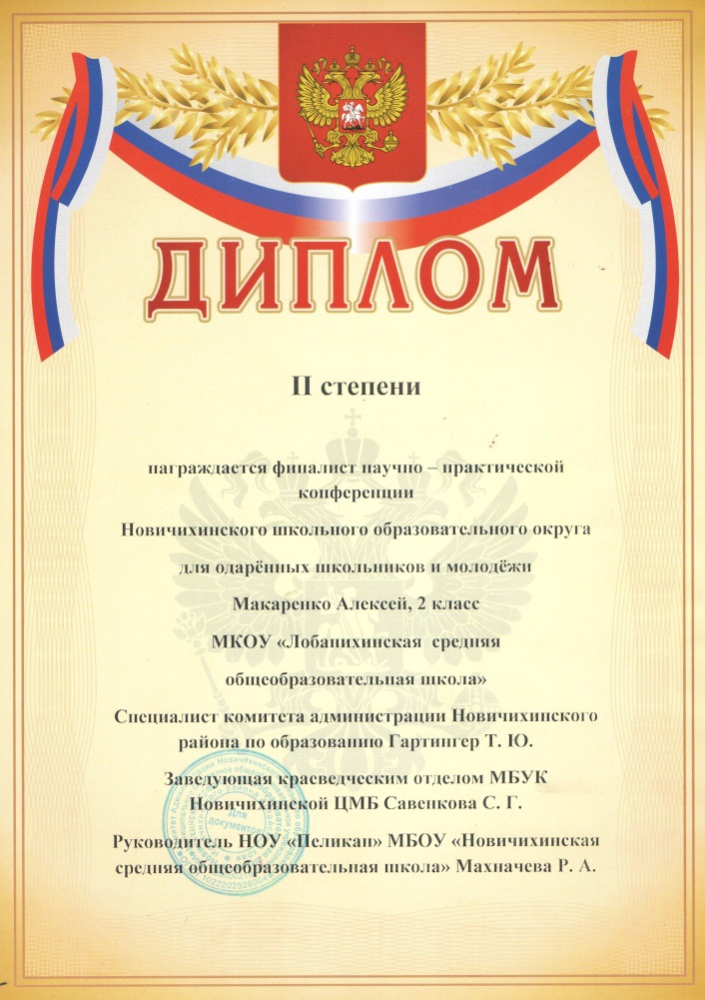 ДИПЛОМ
II степени
награждается финалист научно – практической
конференции
Новичихинского школьного образовательного округа
для одарённых школьников и молодёжи
Макаренко Алексей, 2 класс
МКОУ «Лобанихинская средняя
общеобразовательная школа»
Специалист комитета администрации Новичихинского
района по образованию Гартингер Т. Ю.
Заведующая краеведческим отделом МБУК
Новичихинской ЦМБ Савенкова С. Г.
Для
документов
Руководитель НОУ «Пеликан» МБОУ «Новичихинская
средняя общеобразовательная школа» Махначева Р. А.